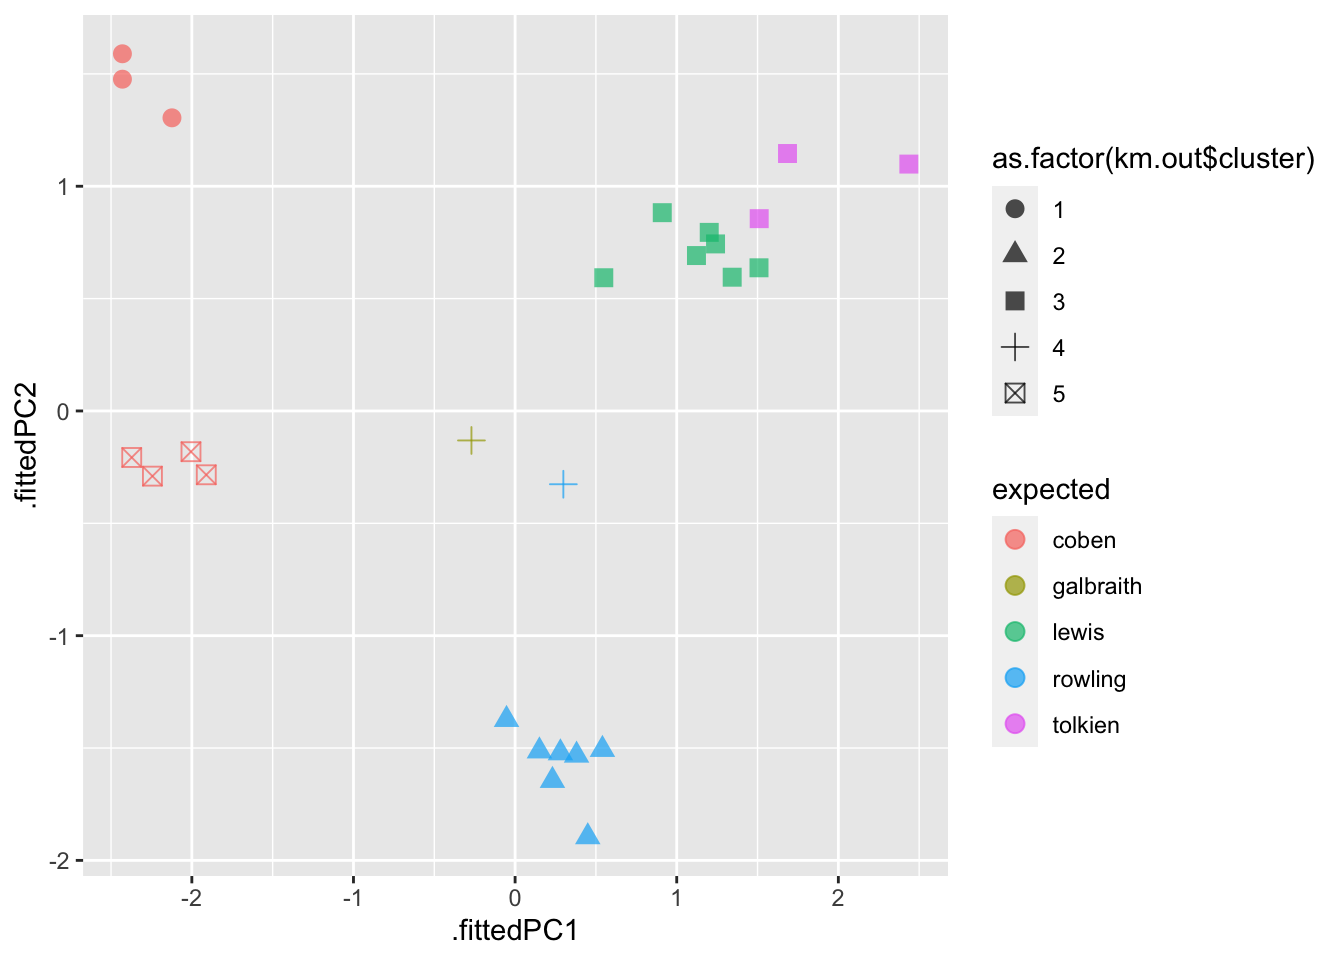 1
0
-1
-2
-2
-1
0
1
2
.fittedPC1
.fittedPC2
as.factor(km.out$cluster)
1
2
3
4
5
expected
coben
galbraith
lewis
rowling
tolkien